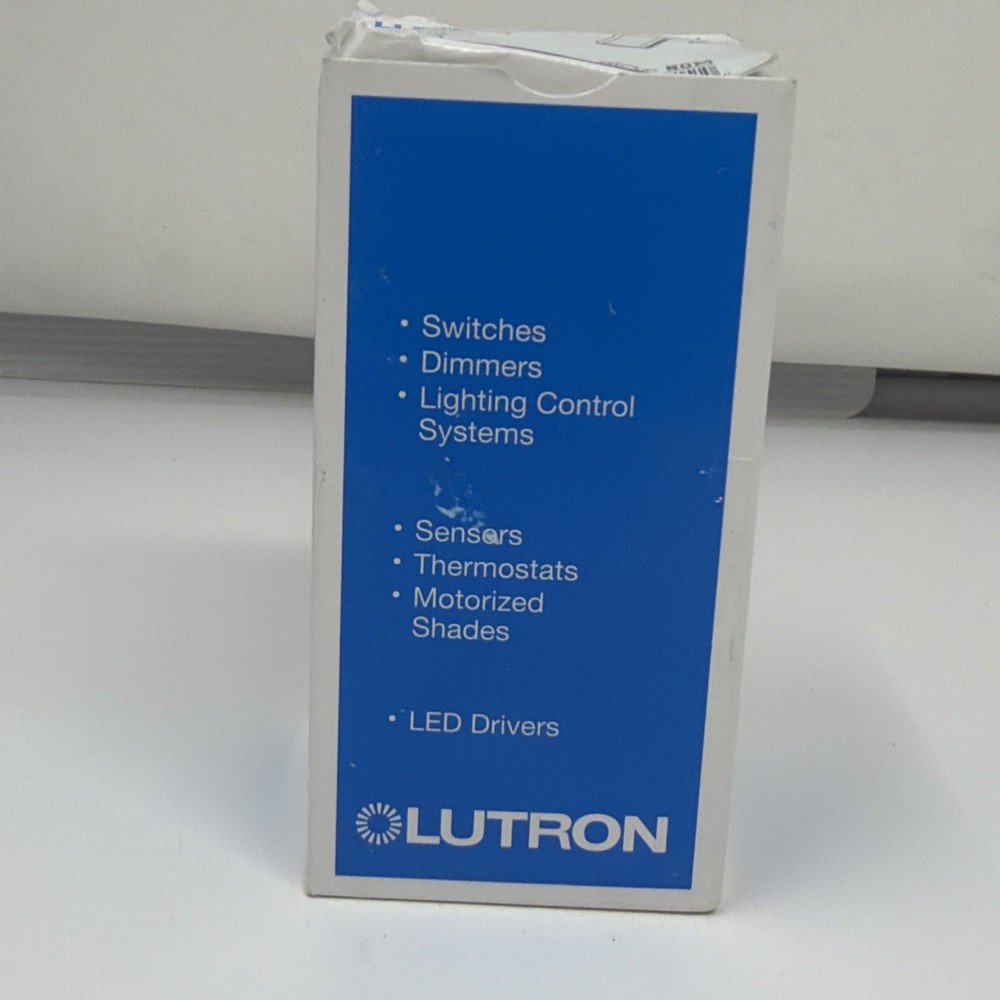 • Switches
• Dimmers
• Lighting Control
Systems
• Sensors
• Thermostats
• Motorized
Shades
• LED Drivers
LUTRON